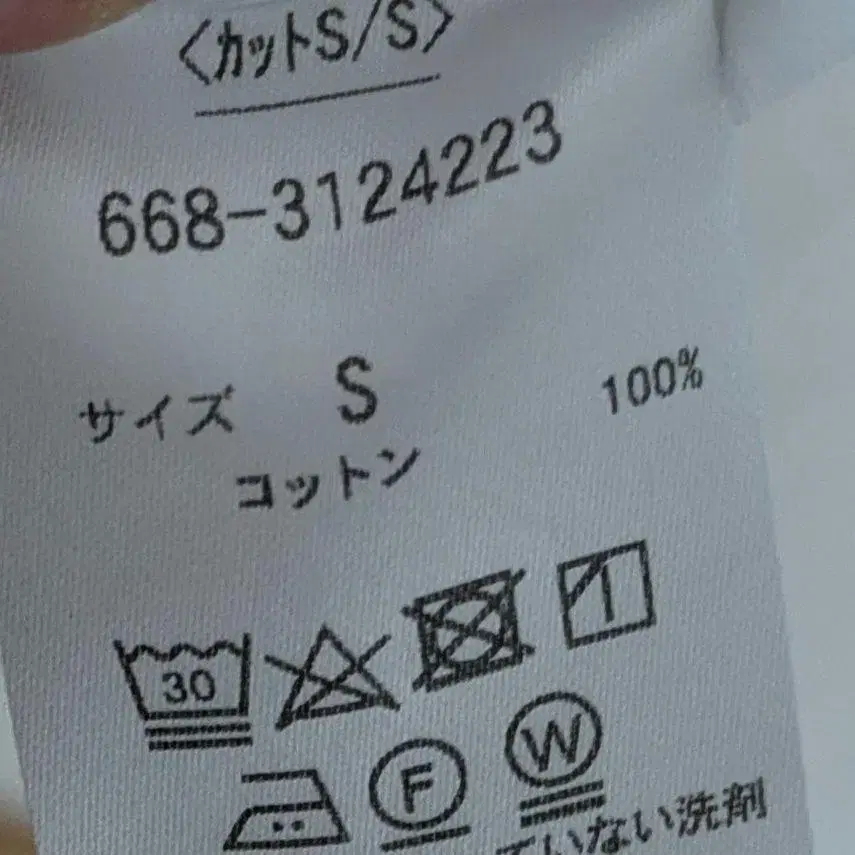 〈カットS/S〉
668-3124223
サイズ S
コットン 100%
30
F W
ていない洗剤